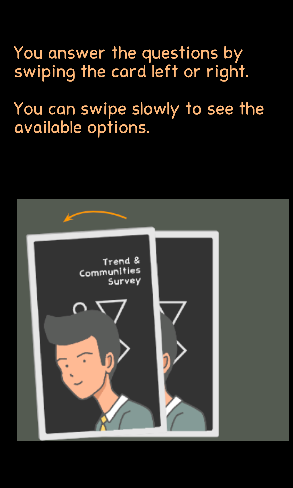 You answer the questions by
swiping the card left or right.
You can swipe slowly to see the
available options.
Trend &
Communities
Survey